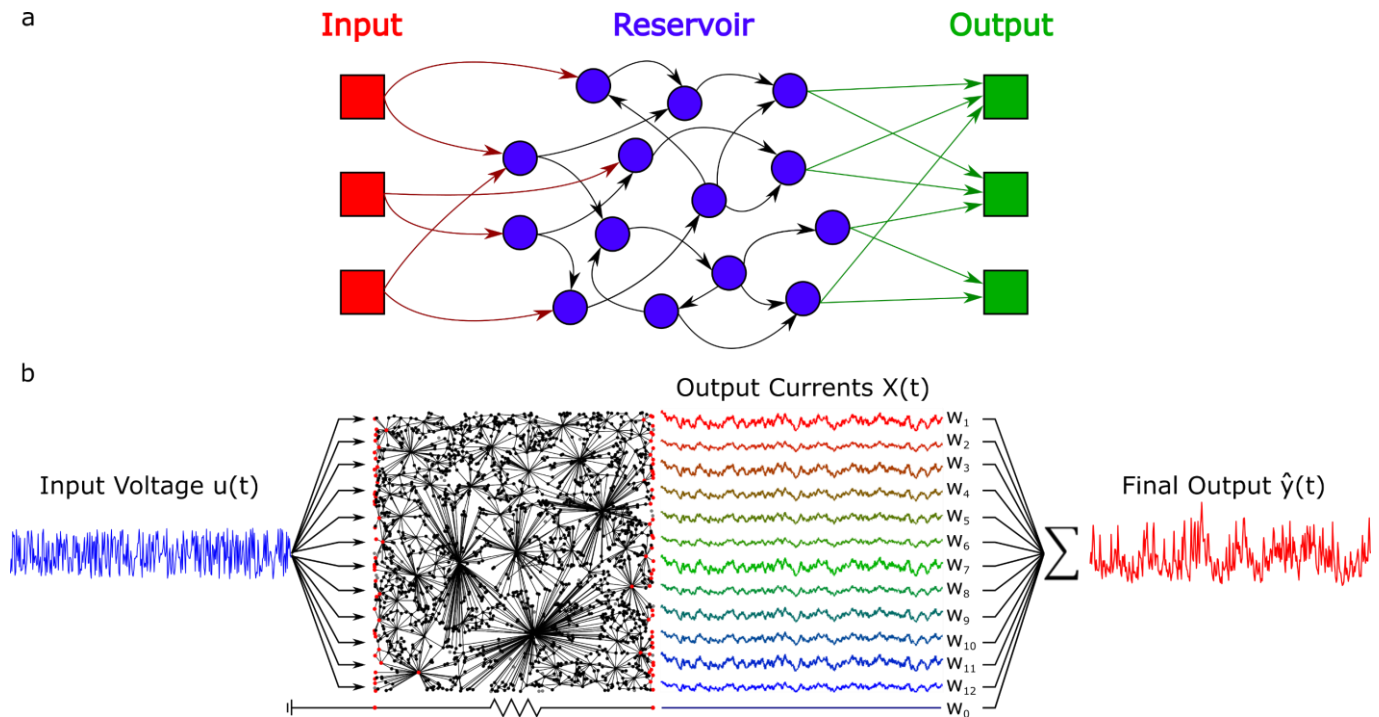 a
Input
Reservoir
Output
b
Output Currents X(t)
Input Voltage u(t)
Final Output ŷ(t)
W₁
W₂
W₃
W₄
W₅
W₆
W₇
W₈
W₉
W₁₀
W₁₁
W₁₂
W₀
∑